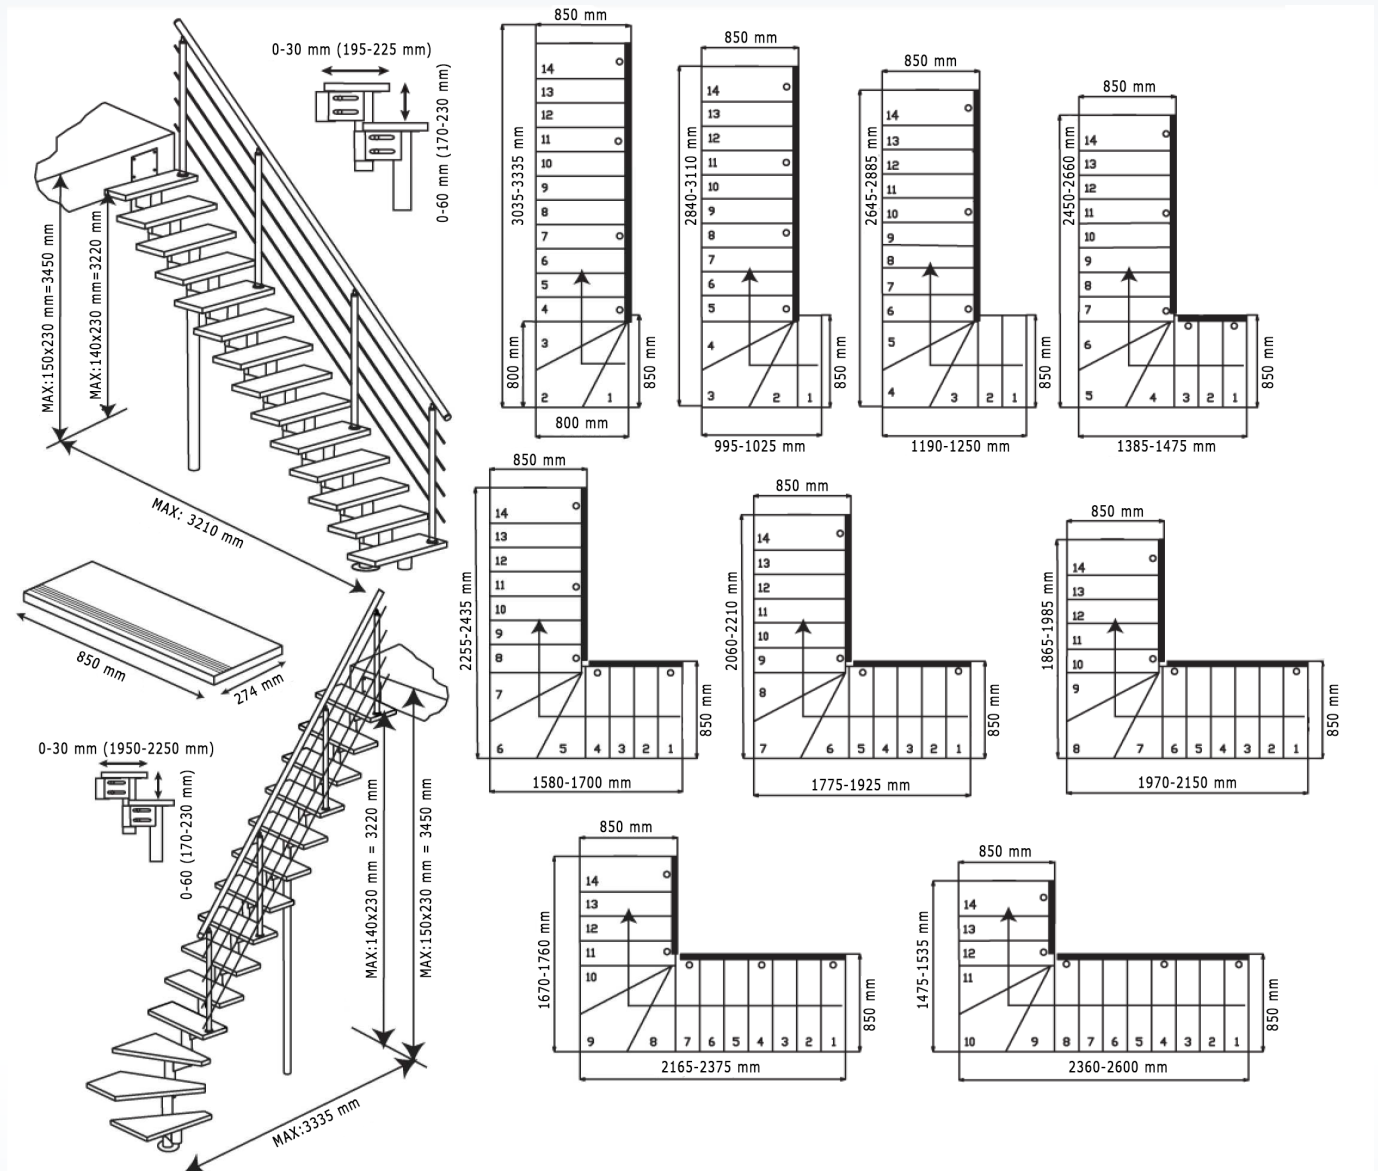 0-30 mm (195-225 mm)
0-60 mm (170-230 mm)
MAX:150x230 mm=3450 mm
MAX:140x230 mm=3220 mm
MAX: 3210 mm
850 mm
274 mm
0-30 mm (1950-2250 mm)
0-60 (170-230 mm)
MAX:140x230 mm = 3220 mm
MAX:150x230 mm = 3450 mm
MAX:3335 mm
850 mm
3035-3335 mm
14
13
12
11
10
9
8
7
6
5
4
3
2 1
800 mm
850 mm
800 mm
850 mm
2840-3110 mm
14
13
12
11
10
9
8
7
6
5
4
3 2 1
850 mm
995-1025 mm
850 mm
2645-2885 mm
14
13
12
11
10
9
8
7
6
5
4 3 2 1
850 mm
1190-1250 mm
850 mm
2450-2660 mm
14
13
12
11
10
9
8
7
6
5 4 3 2 1
850 mm
1385-1475 mm
850 mm
2255-2435 mm
14
13
12
11
10
9
8
7
6 5 4 3 2 1
850 mm
1580-1700 mm
850 mm
2060-2210 mm
14
13
12
11
10
9
8
7 6 5 4 3 2 1
850 mm
1775-1925 mm
850 mm
1865-1985 mm
14
13
12
11
10
9
8 7 6 5 4 3 2 1
850 mm
1970-2150 mm
850 mm
1670-1760 mm
14
13
12
11
10
9 8 7 6 5 4 3 2 1
850 mm
2165-2375 mm
850 mm
1475-1535 mm
14
13
12
11
10 9 8 7 6 5 4 3 2 1
850 mm
2360-2600 mm